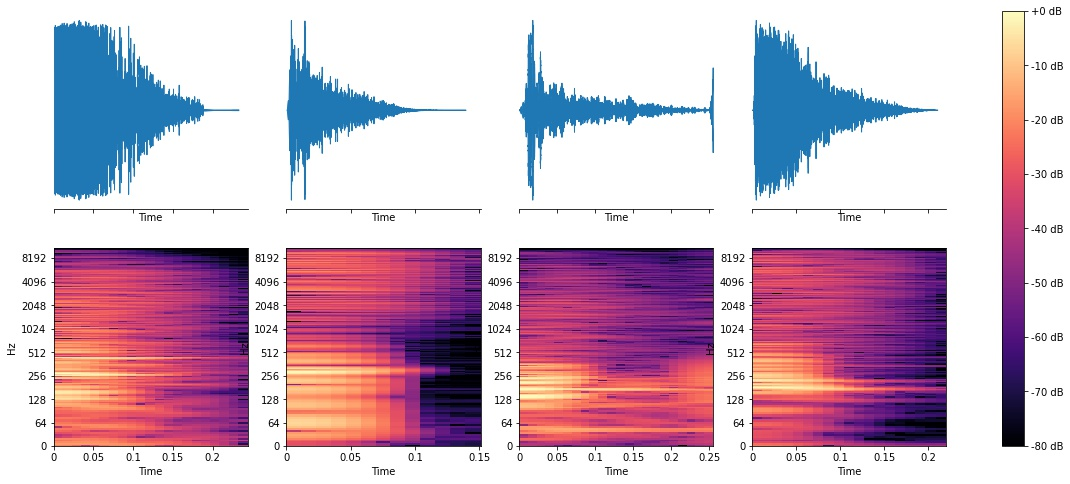 +0 dB
-10 dB
-20 dB
-30 dB
-40 dB
-50 dB
-60 dB
-70 dB
-80 dB
Time Time Time Time
8192 8192 8192 8192
4096 4096 4096 4096
2048 2048 2048 2048
1024 1024 1024 1024
512 512 512 512
256 256 256 256
128 128 128 128
64 64 64 64
0 0 0 0
Hz Hz Hz
0 0.05 0.1 0.15 0.2 0 0.05 0.1 0.15 0 0.05 0.1 0.15 0.2 0.25 0 0.05 0.1 0.15 0.2
Time Time Time Time